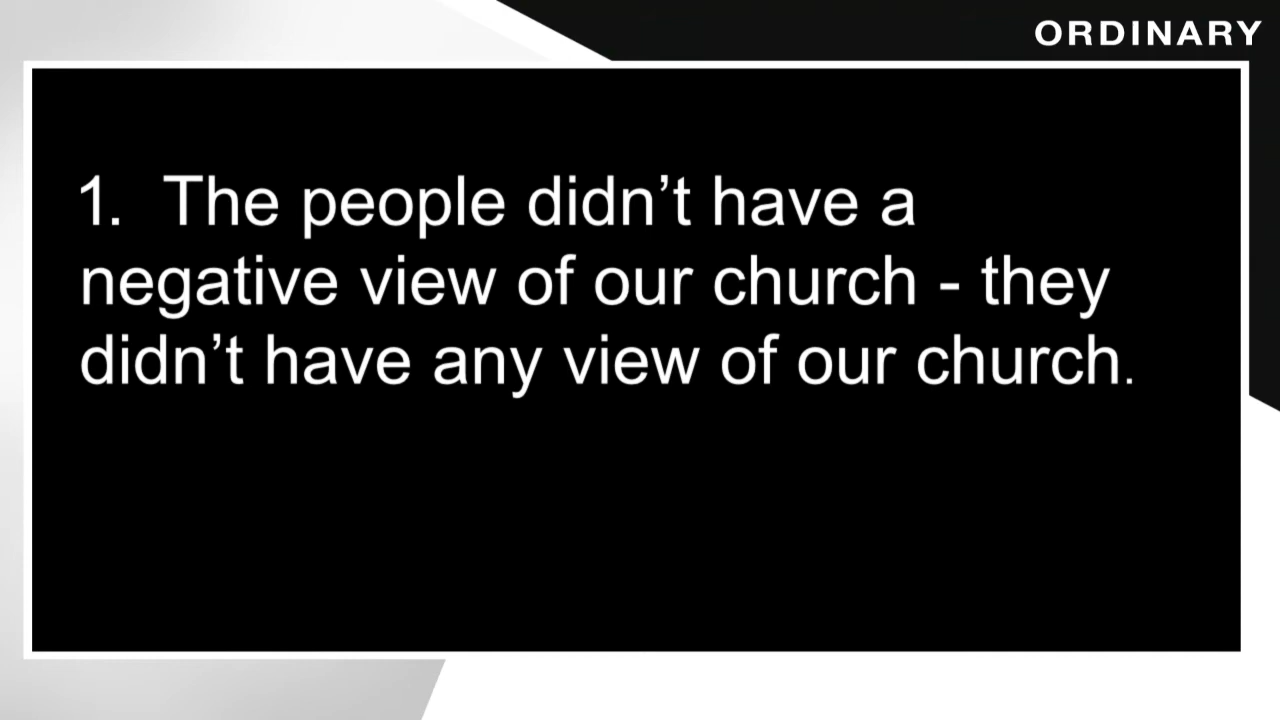 ORDINARY
1. The people didn’t have a
negative view of our church - they
didn’t have any view of our church.